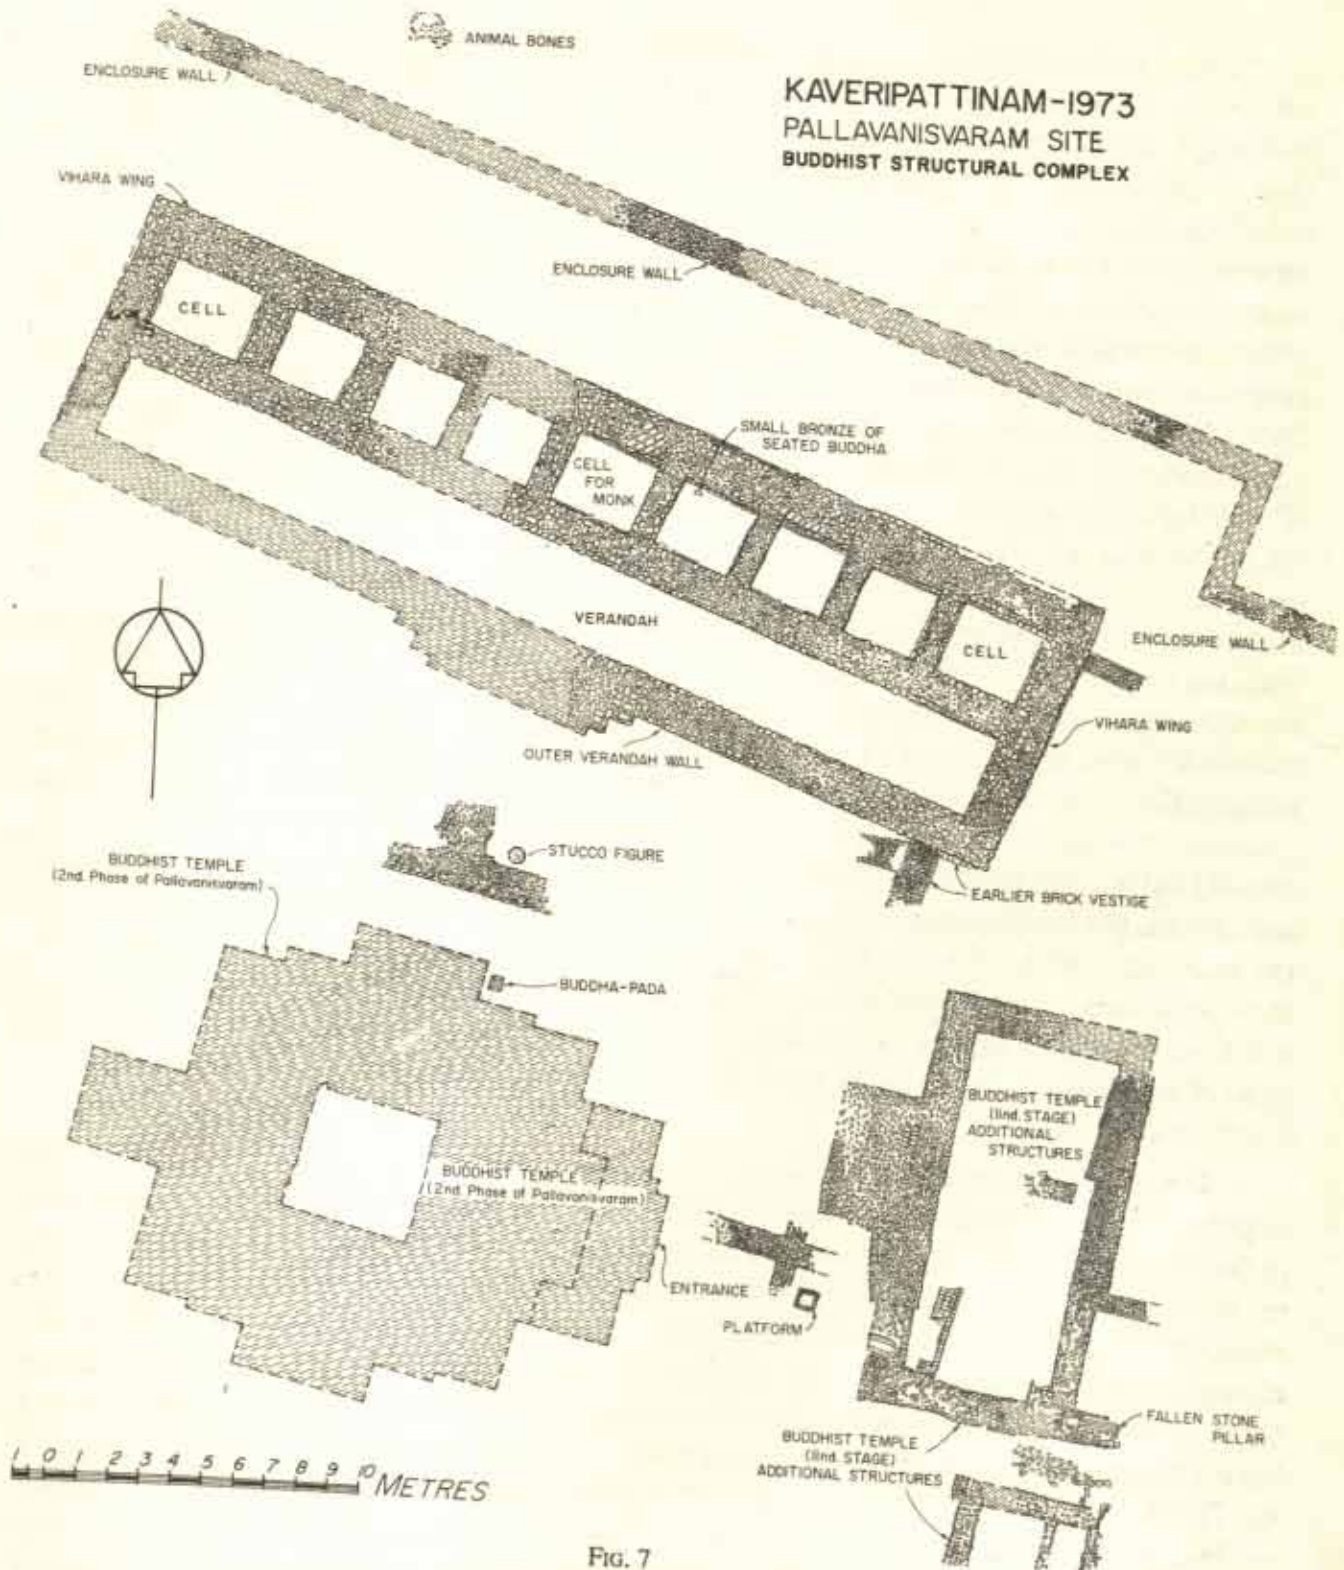 ANIMAL BONES
ENCLOSURE WALL
KAVERIPATTINAM-1973
PALLAVANISVARAM SITE
BUDDHIST STRUCTURAL COMPLEX
VIHARA WING
ENCLOSURE WALL
CELL
SMALL BRONZE OF
SEATED BUDDHA
CELL
FOR
MONK
VERANDAH
CELL
ENCLOSURE WALL
VIHARA WING
OUTER VERANDAH WALL
BUDDHIST TEMPLE
(2nd. Phase of Pallavanisvaram)
STUCCO FIGURE
EARLIER BRICK VESTIGE
BUDDHA-PADA
BUDDHIST TEMPLE
(IInd. STAGE)
ADDITIONAL
STRUCTURES
BUDDHIST TEMPLE
(2nd. Phase of Pallavanisvaram)
ENTRANCE
PLATFORM
FALLEN STONE
PILLAR
BUDDHIST TEMPLE
(IInd. STAGE)
ADDITIONAL STRUCTURES
1 0 1 2 3 4 5 6 7 8 9 10 METRES
FIG. 7